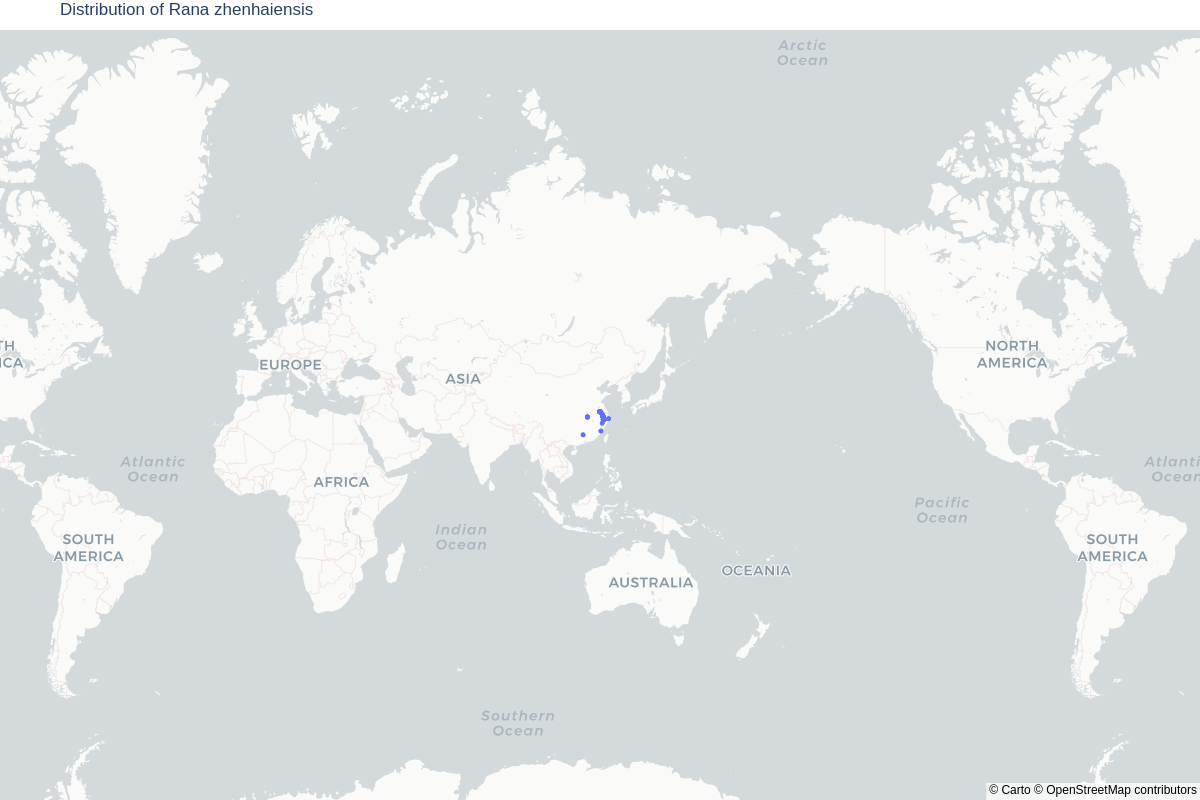 Distribution of Rana zhenhaiensis
Arctic
Ocean
NORTH
AMERICA
TH
ICA
EUROPE
ASIA
Atlantic
Ocean
Atlanti
Ocean
AFRICA
Pacific
Ocean
Indian
Ocean
SOUTH
AMERICA
SOUTH
AMERICA
OCEANIA
AUSTRALIA
Southern
Ocean
© Carto © OpenStreetMap contributors